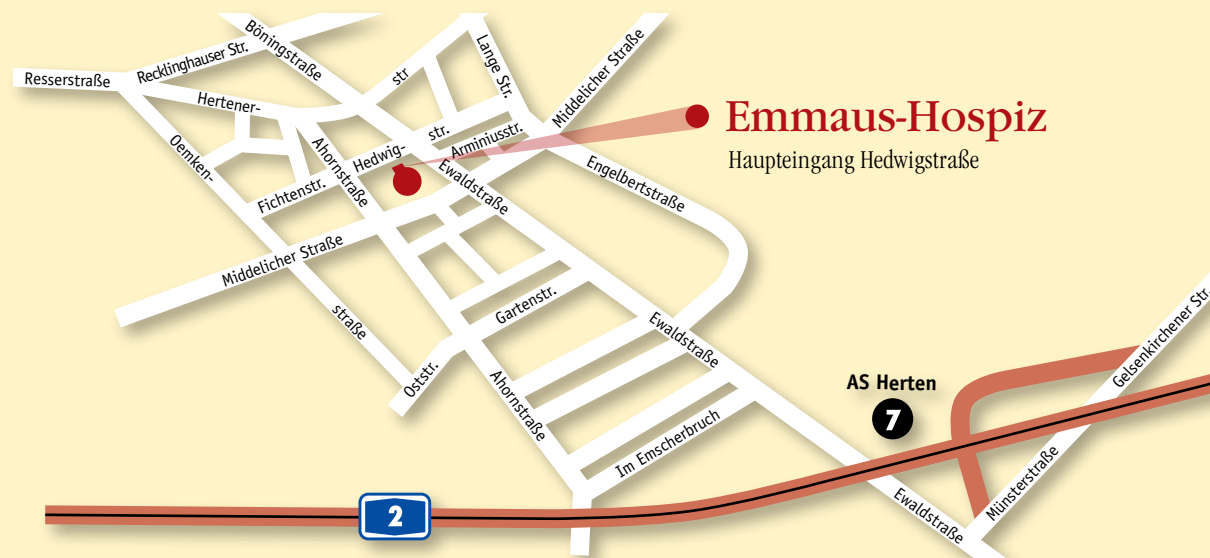 Böningstraße
Recklinghauser Str.
Resserstraße
Hertener-
str
Lange Str.
Middelicher Straße
Emmaus-Hospiz
Haupteingang Hedwigstraße
Oemken-
Ahornstraße
Hedwig-
str.
Arminiusstr.
Fichtenstr.
Ewaldstraße
Engelbertstraße
Middelicher Straße
straße
Gartenstr.
Oststr.
Ewaldstraße
Ahornstraße
Im Emscherbruch
AS Herten
7
Gelsenkirchener Str.
Münsterstraße
Ewaldstraße
2